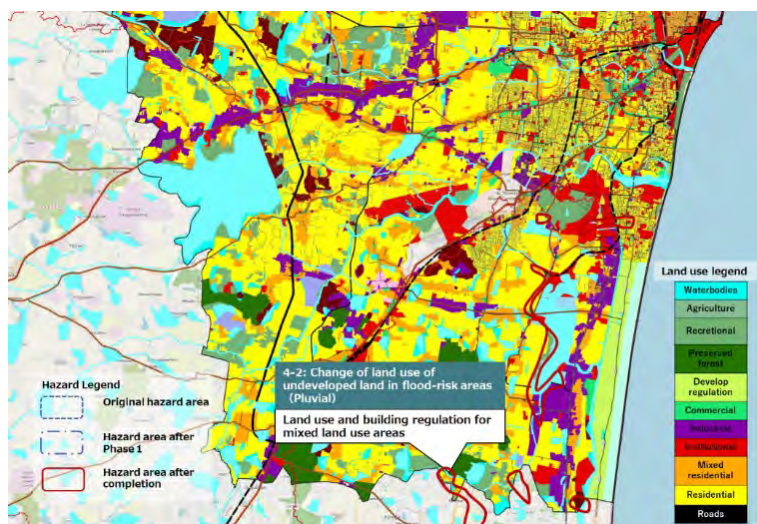 4-2: Change of land use of
undeveloped land in flood-risk areas
(Pluvial)
Land use and building regulation for
mixed land use areas
Hazard Legend
Original hazard area
Hazard area after
Phase 1
Hazard area after
completion
Land use legend
Waterbodies
Agriculture
Recretional
Preserved
forest
Develop
regulation
Commercial
Industrial
Institutional
Mixed
residential
Residential
Roads